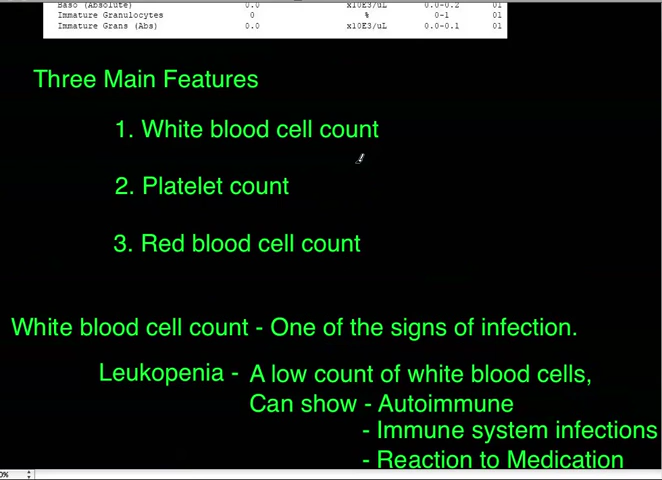 Baso (Absolute) 0.0 x10E3/uL 0.0-0.2 01
Immature Granulocytes 0 % 0-1 01
Immature Grans (Abs) 0.0 x10E3/uL 0.0-0.1 01
Three Main Features
1. White blood cell count
2. Platelet count
3. Red blood cell count
White blood cell count - One of the signs of infection.
Leukopenia - A low count of white blood cells,
Can show - Autoimmune
- Immune system infections
- Reaction to Medication